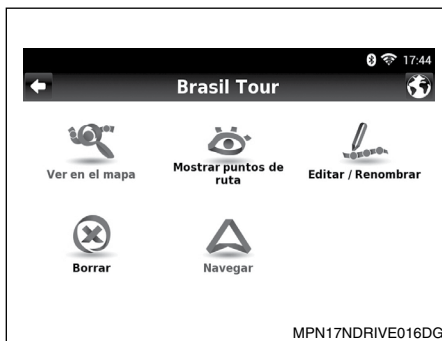 17:44
Brasil Tour
Ver en el mapa
Mostrar puntos de
ruta
Editar / Renombrar
Borrar
Navegar
MPN17NDRIVE016DG